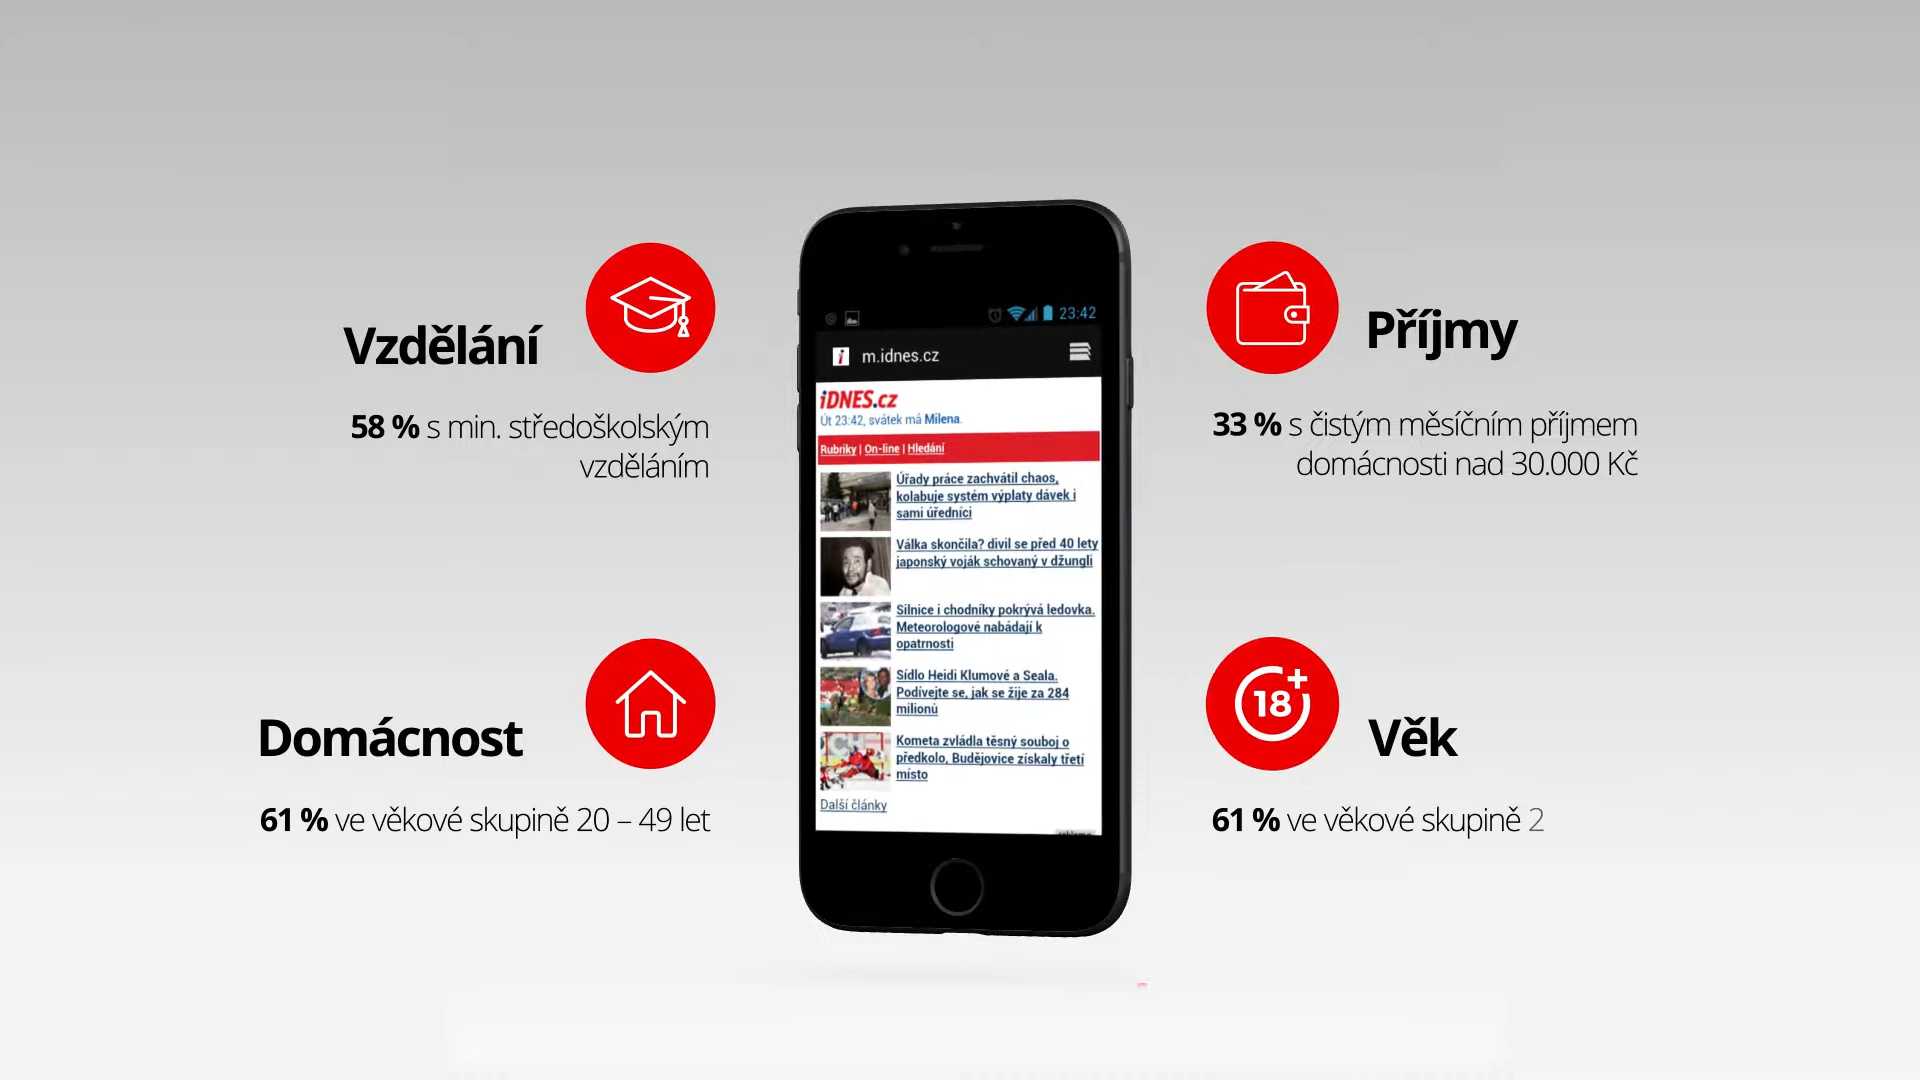 Vzdělání
58 % s min. středoškolským
vzděláním
Domácnost
61 % ve věkové skupině 20 – 49 let
23:42
m.idnes.cz
iDNES.cz
Út 23:42, svátek má Milena.
Rubriky | On-line | Hledání
Úřady práce zachvátil chaos,
kolabuje systém výplaty dávek i
sami úředníci
Válka skončila? divil se před 40 lety
japonský voják schovaný v džungli
Silnice i chodníky pokrývá ledovka.
Meteorologové nabádají k
opatrnosti
Sídlo Heidi Klumové a Seala.
Podívejte se, jak se žije za 284
milionů
Kometa zvládla těsný souboj o
předkolo, Budějovice získaly třetí
místo
Další články
Příjmy
33 % s čistým měsíčním příjmem
domácnosti nad 30.000 Kč
18+
Věk
61 % ve věkové skupině 2